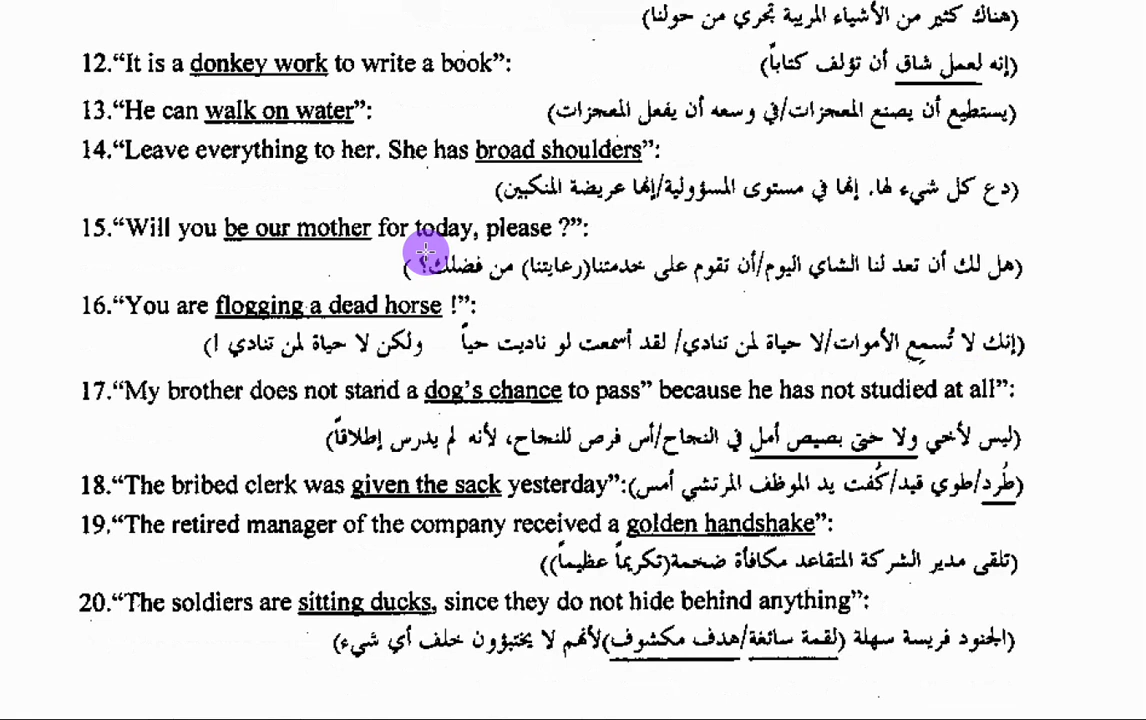 (هناك كثير من الأشياء المريبة تجري من حولنا)
12.“It is a donkey work to write a book”: (إنه لعمل شاق أن تؤلف كتاباً)
13.“He can walk on water”: (يستطيع أن يصنع المعجزات/في وسعه أن يفعل المعجزات)
14.“Leave everything to her. She has broad shoulders”:
(دع كل شيء لها. إنها في مستوى المسؤولية/إنها عريضة المنكبين)
15.“Will you be our mother for today, please ?”:
(هل لك أن تعد لنا الشاي اليوم/أن تقوم على خدمتنا(رعايتنا) من فضلك؟ )
16.“You are flogging a dead horse !”:
(إنك لا تُسمِع الأموات/لا حياة لمن تنادي/ لقد أسمعت لو ناديت حياً ولكن لا حياة لمن تنادي !)
17.“My brother does not stand a dog’s chance to pass” because he has not studied at all”:
(ليس لأخي ولا حتى بصيص أمل في النجاح/أس فرص للنجاح، لأنه لم يدرس إطلاقاً)
18.“The bribed clerk was given the sack yesterday”:(طُرد/طوي قيد/كُفت يد الموظف المرتشي أمس)
19.“The retired manager of the company received a golden handshake”:
(تلقى مدير الشركة المتقاعد مكافأة ضخمة(تكريماً عظيماً))
20.“The soldiers are sitting ducks, since they do not hide behind anything”:
(الجنود فريسة سهلة (لقمة سائغة/هدف مكشوف)لأنهم لا يختبؤون خلف أي شيء)